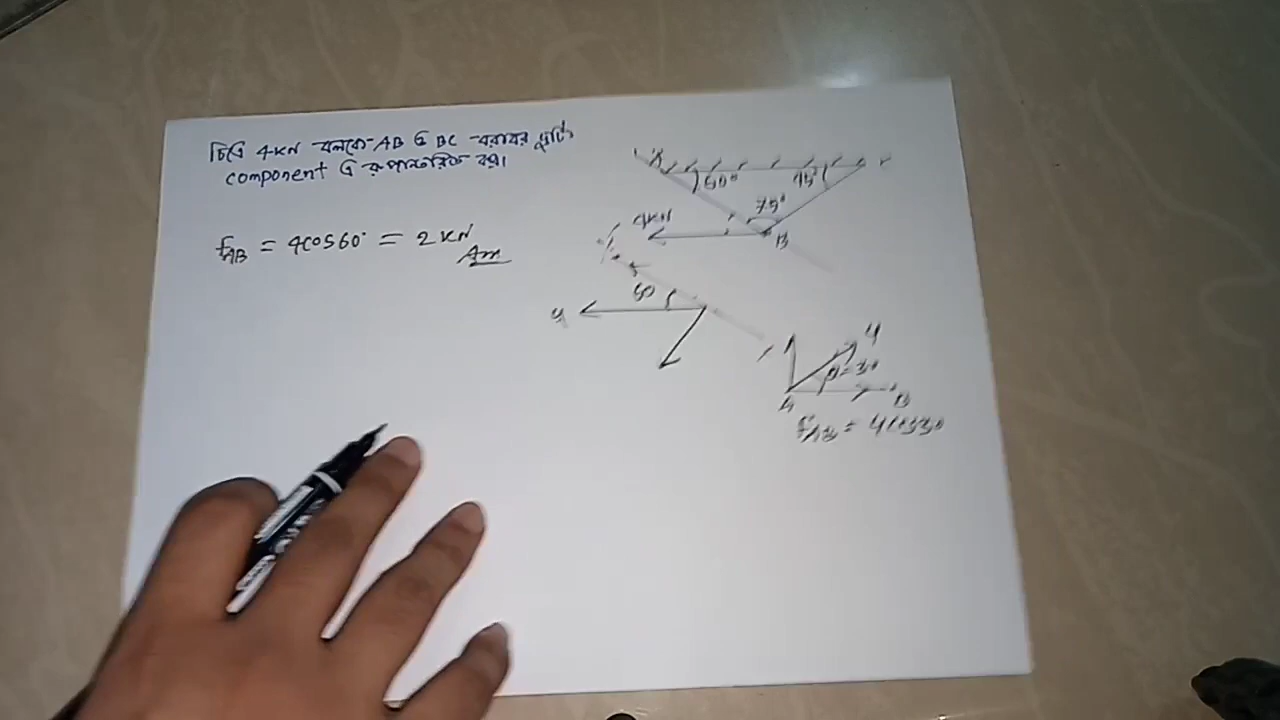 চিত্রে 4KN বলকে AB ও BC বরাবর দুটি
component এ রূপান্তরিত কর।
F_AB = 4cos60° = 2KN
Ans
60°
45°
75°
4KN
B
60
4
4
θ=30
A
B
F_AB = 4cos30